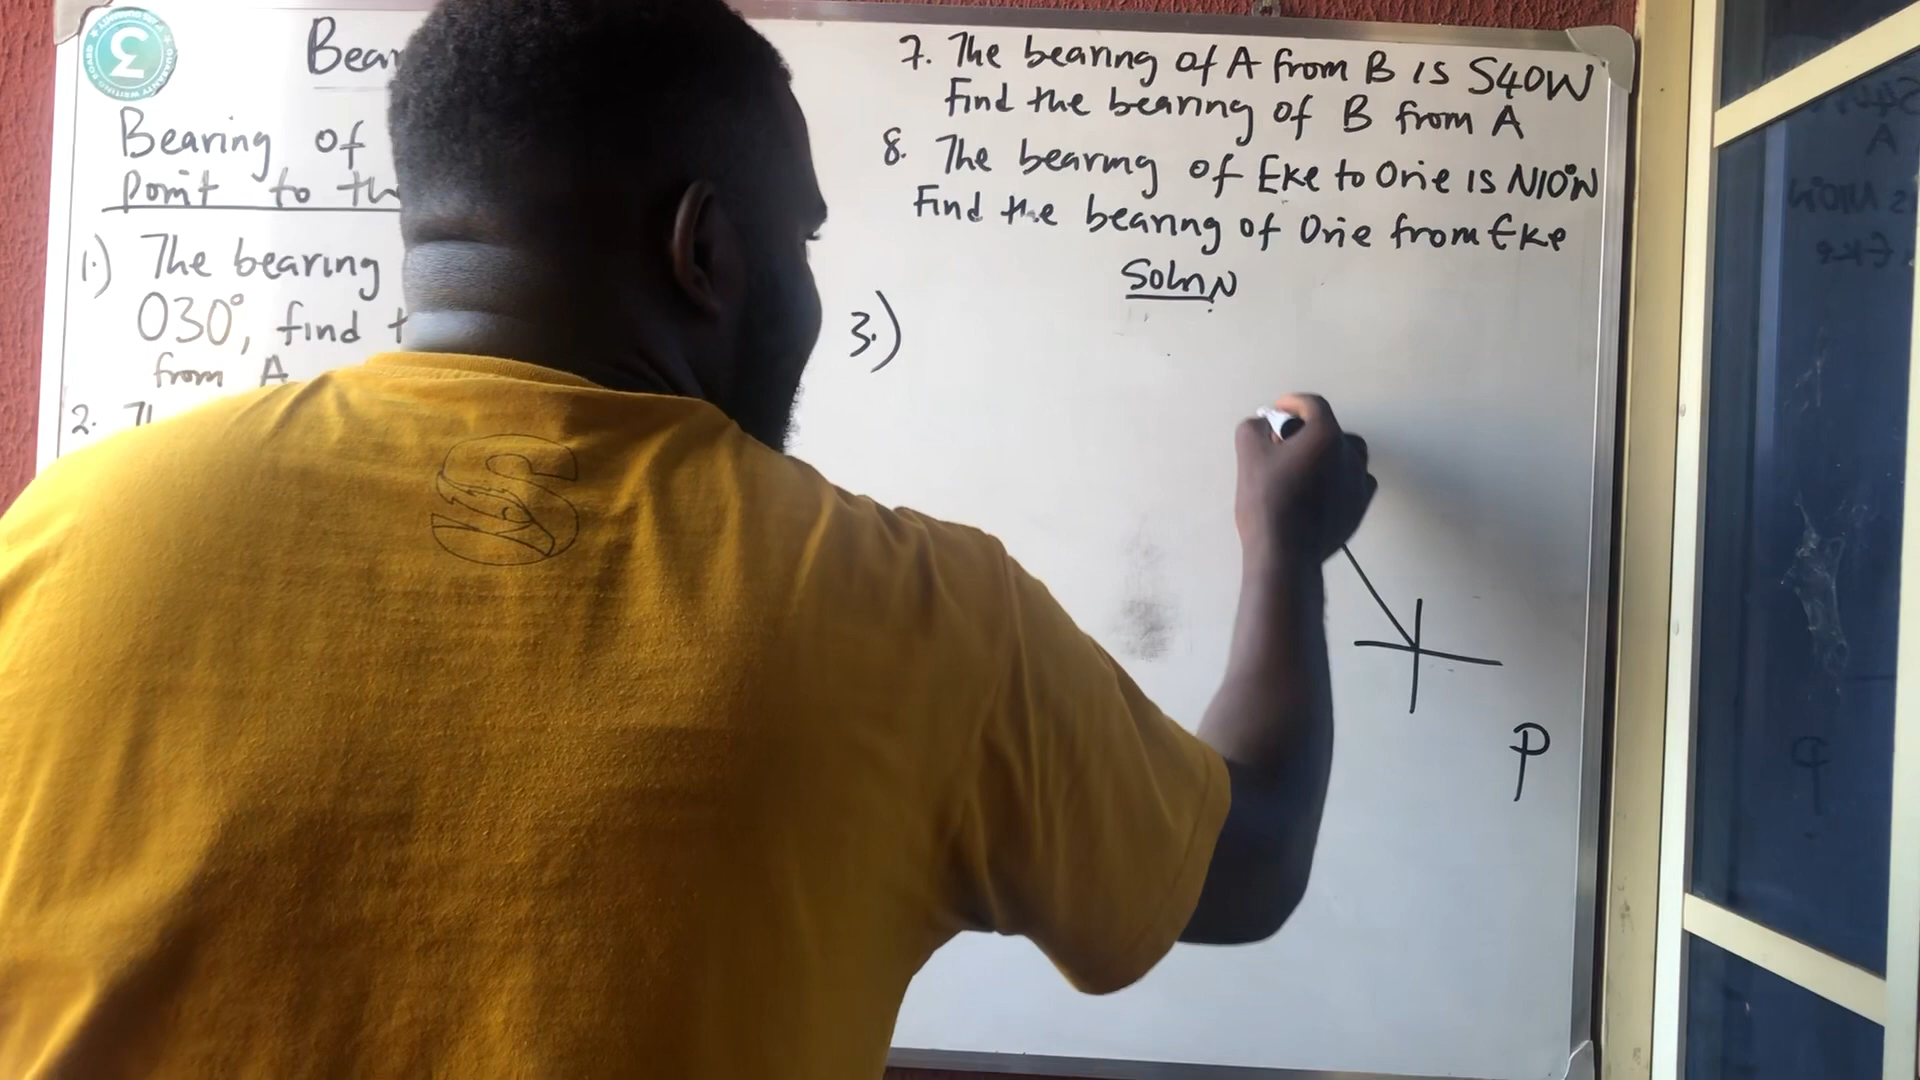 Bear
Bearing of
point to th
1.) The bearing
030°, find t
from A
2.
7. The bearing of A from B is S40W
Find the bearing of B from A
8. The bearing of Eke to Orie is N10°W
Find the bearing of Orie from Eke
Soln
N
3.)
P